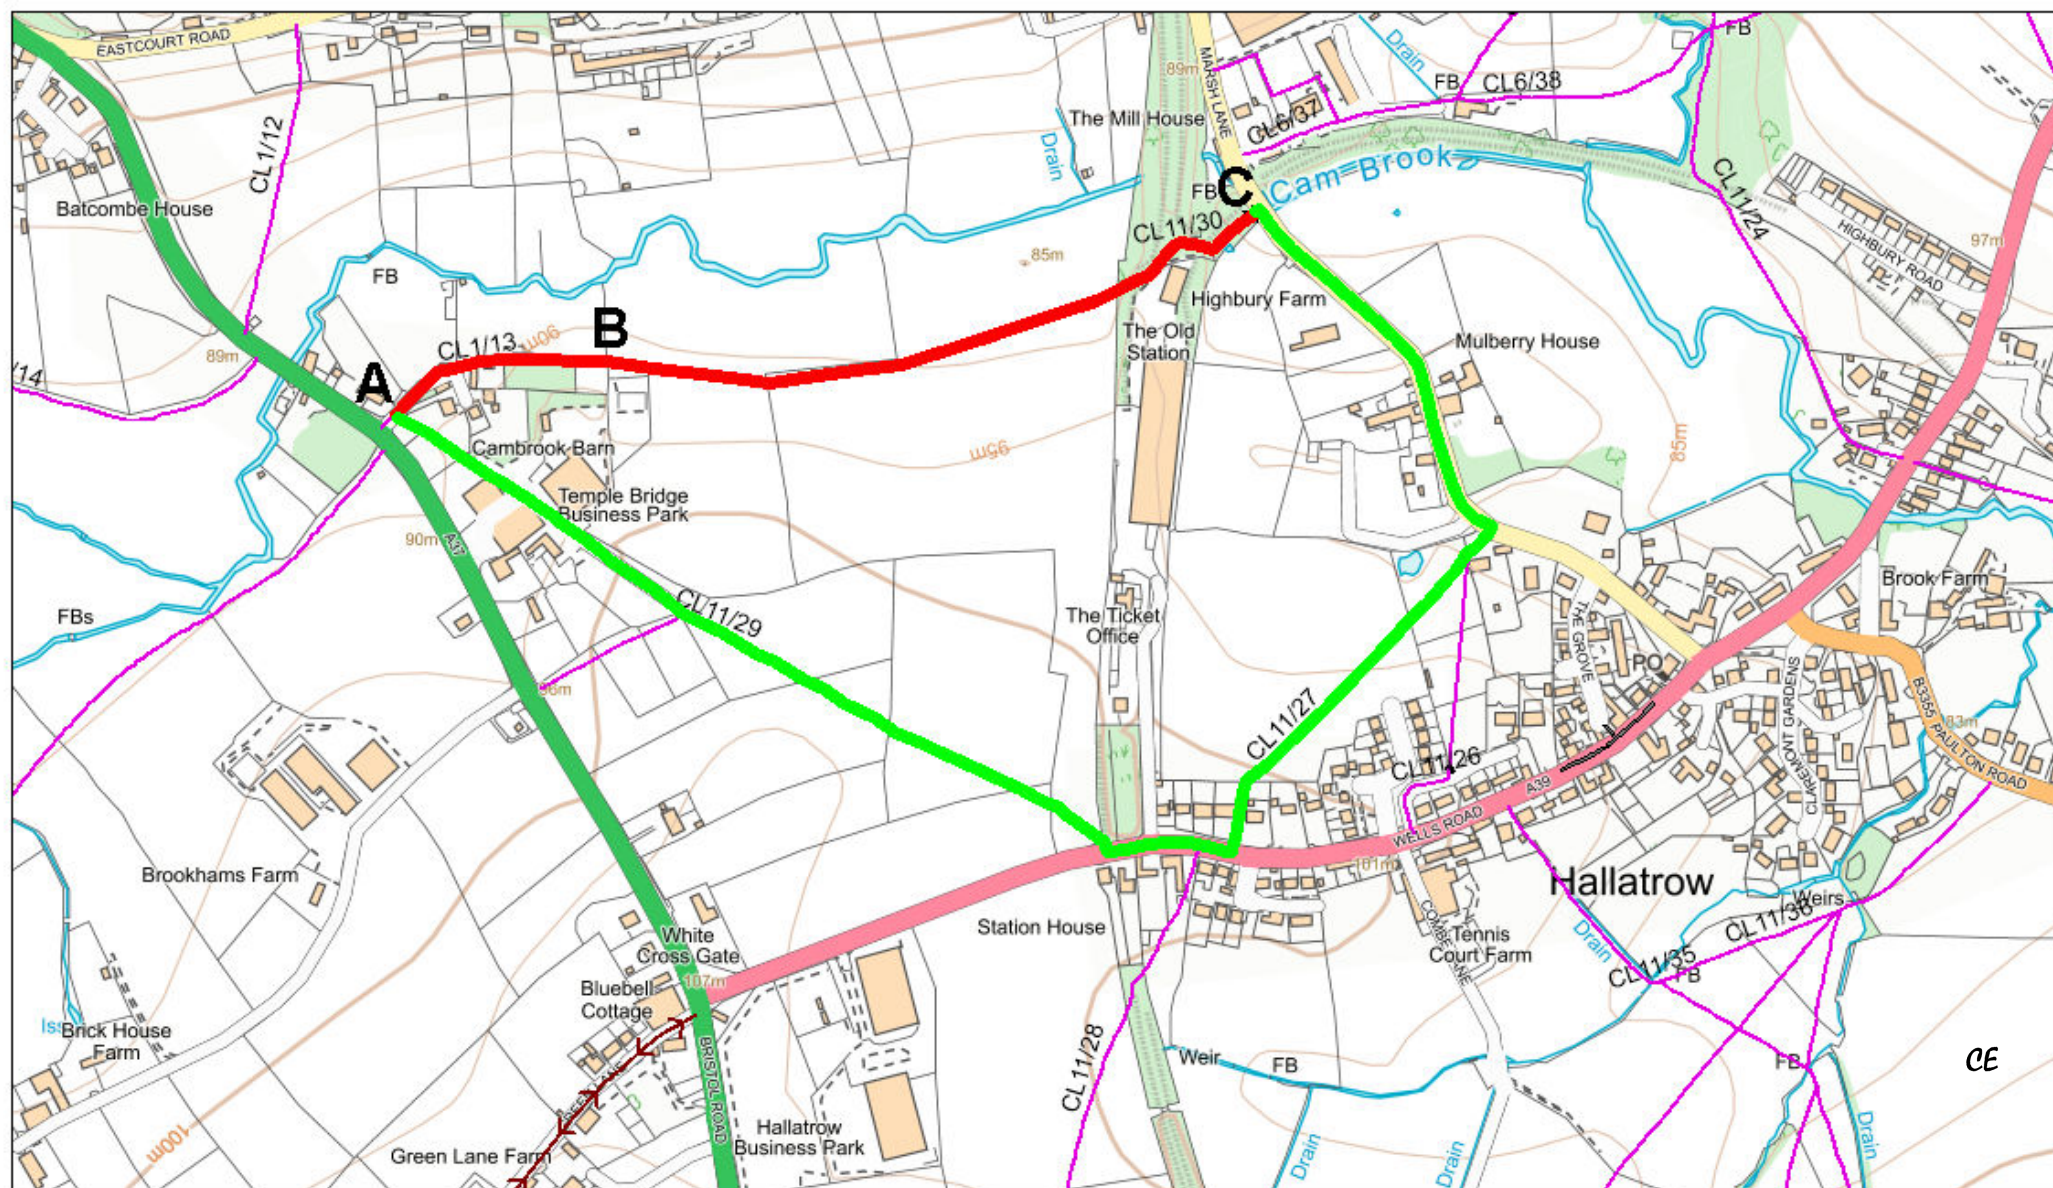 EASTCOURT ROAD
CL1/12
Batcombe House
89m
/14
FB
A
CL1/13
90m
B
85m
Drain
The Mill House
89m
MARSH LANE
Drain
FB
CL6/38
FB
CL6/37
Cam Brook
FB
C
CL11/30
CL11/24
HIGHBURY ROAD
97m
Highbury Farm
The Old
Station
Mulberry House
85m
95m
Cambrook Barn
Temple Bridge
Business Park
90m
A37
FBs
CL11/29
96m
The Ticket
Office
CL11/27
CL11/26
THE GROVE
PO
Brook Farm
CLAREMONT GARDENS
B3355 PAULTON ROAD
83m
A39
WELLS ROAD
101m
Hallatrow
Weirs
CL11/36
CL11/35
FB
Drain
COMBE LANE
Tennis
Court Farm
Station House
Brookhams Farm
White
Cross Gate
107m
Bluebell
Cottage
Iss
Brick House
Farm
100m
BRISTOL ROAD
Green Lane Farm
Hallatrow
Business Park
CL11/28
Weir
FB
Drain
Drain
FB
Drain
CE